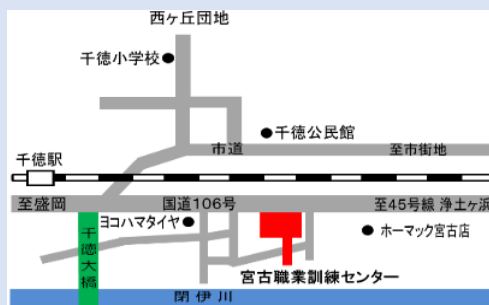 西ヶ丘団地
千徳小学校
千徳公民館
市道
至市街地
千徳駅
至盛岡
国道106号
至45号線 浄土ヶ浜
千徳大橋
ヨコハマタイヤ
ホーマック宮古店
宮古職業訓練センター
閉伊川